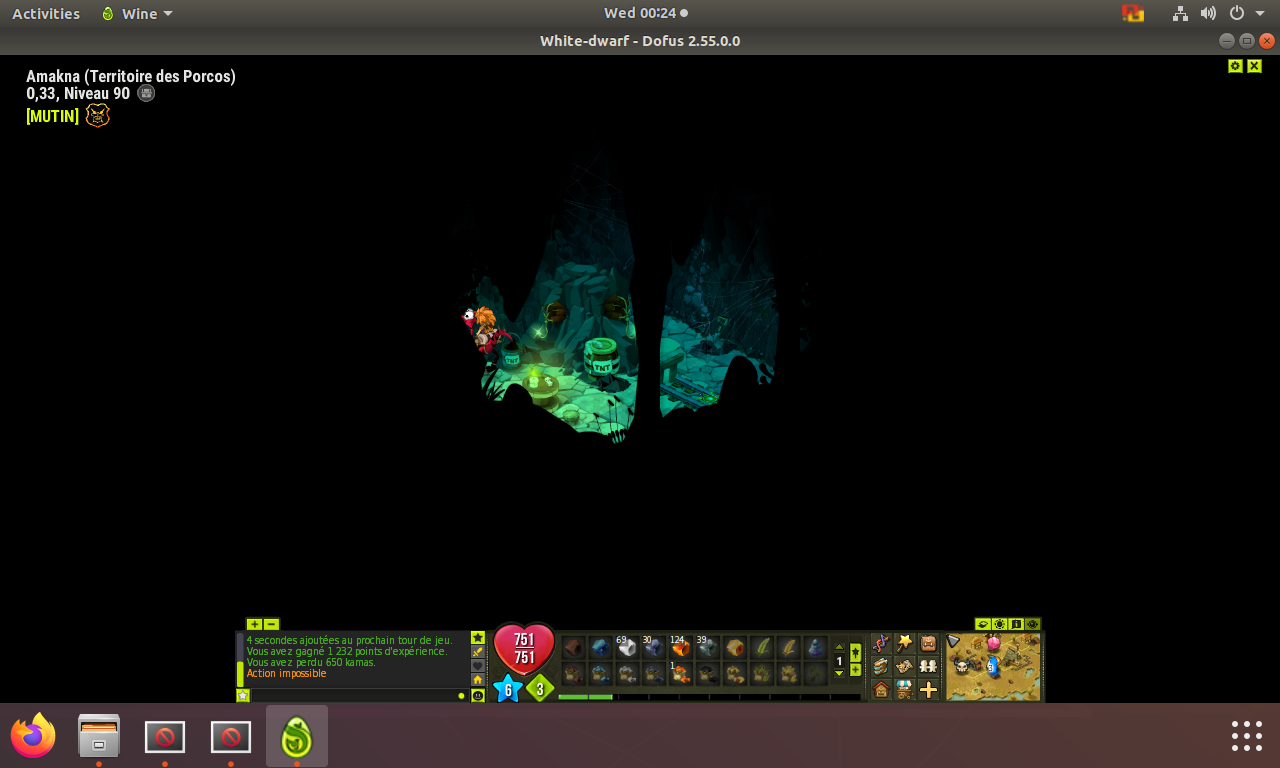 Activities
Wine
Wed 00:24
White-dwarf - Dofus 2.55.0.0
Amakna (Territoire des Porcos)
0,33, Niveau 90
[MUTIN]
TNT
TNT
4 secondes ajoutées au prochain tour de jeu.
Vous avez gagné 1 232 points d'expérience.
Vous avez perdu 650 kamas.
Action impossible
751
751
6
3
69
30
124
39
1
1